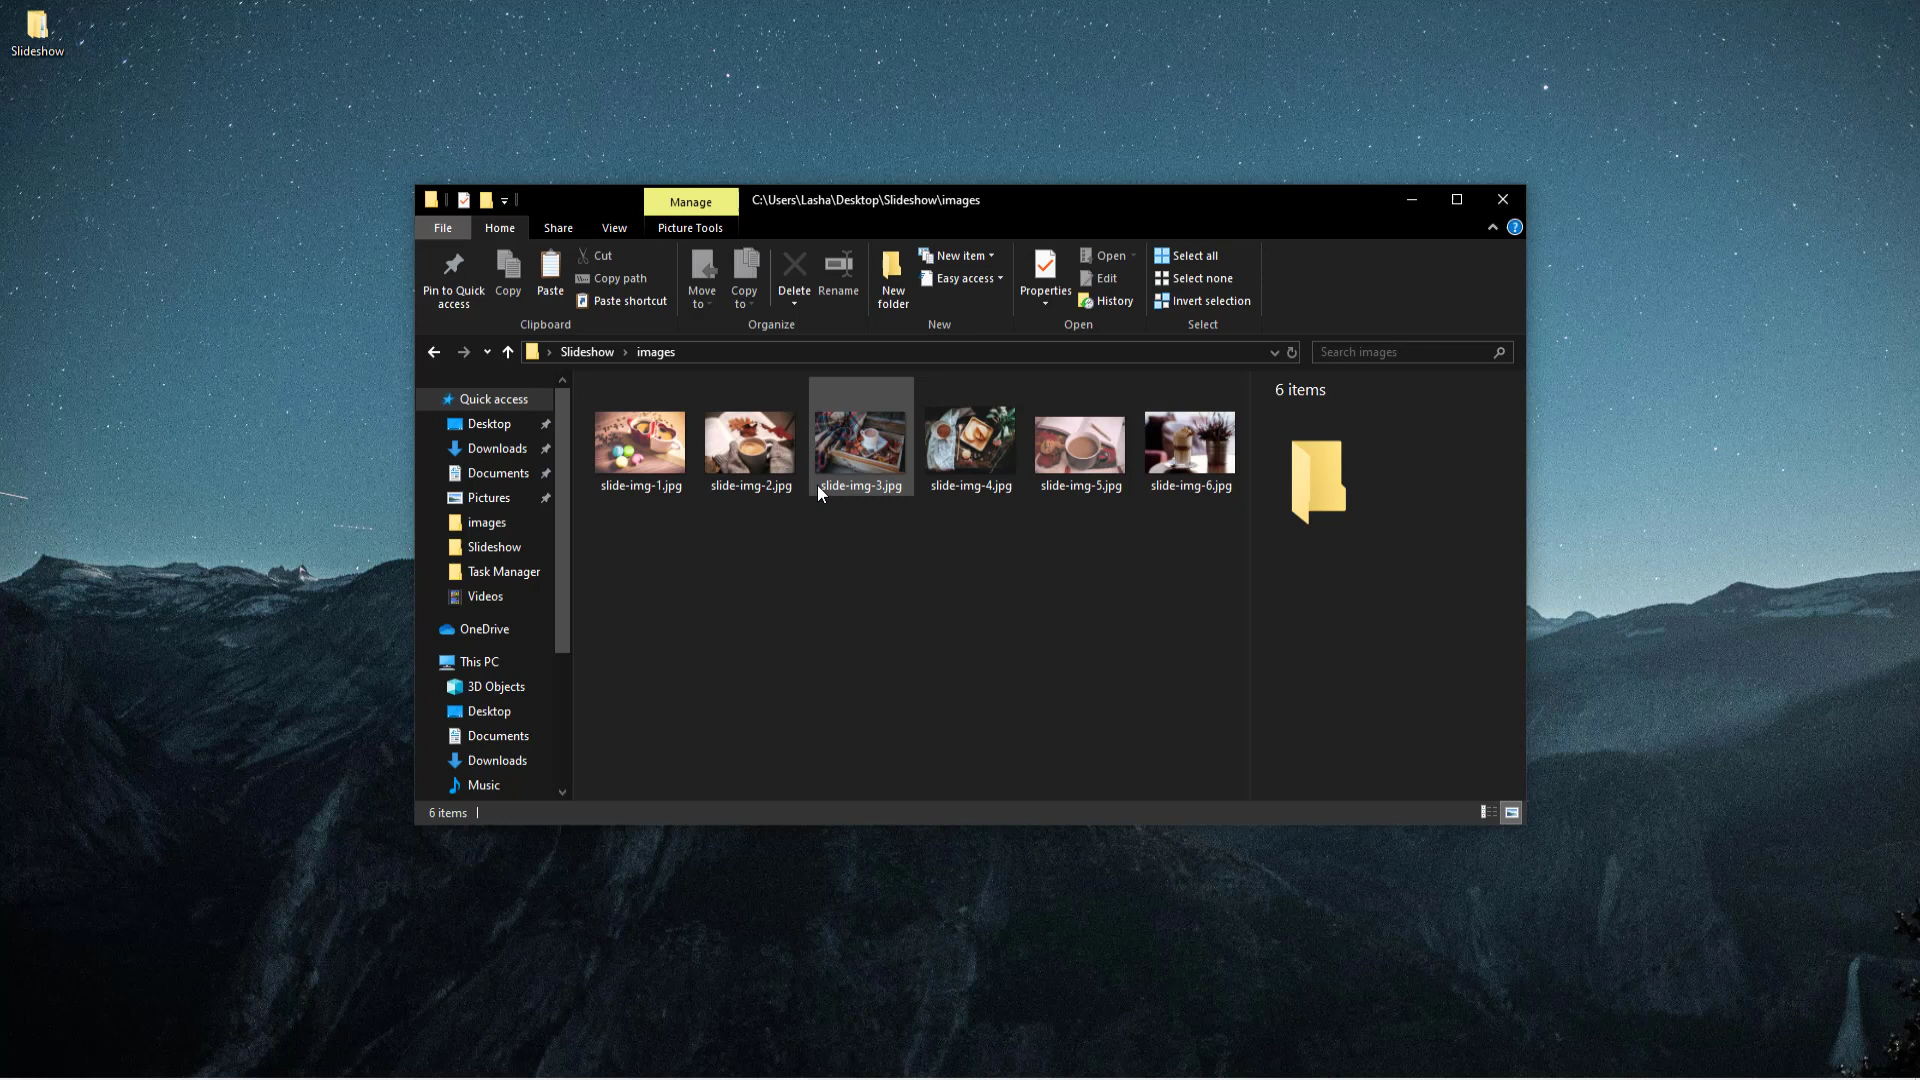 Slideshow
Manage
C:\Users\Lasha\Desktop\Slideshow\images
File
Home
Share
View
Picture Tools
Pin to Quick access
Copy
Paste
Cut
Copy path
Paste shortcut
Clipboard
Move to
Copy to
Delete
Rename
Organize
New folder
New item
Easy access
New
Properties
Open
Edit
History
Open
Select all
Select none
Invert selection
Select
Slideshow
images
Search images
Quick access
Desktop
Downloads
Documents
Pictures
images
Slideshow
Task Manager
Videos
OneDrive
This PC
3D Objects
Desktop
Documents
Downloads
Music
slide-img-1.jpg
slide-img-2.jpg
slide-img-3.jpg
slide-img-4.jpg
slide-img-5.jpg
slide-img-6.jpg
6 items
6 items